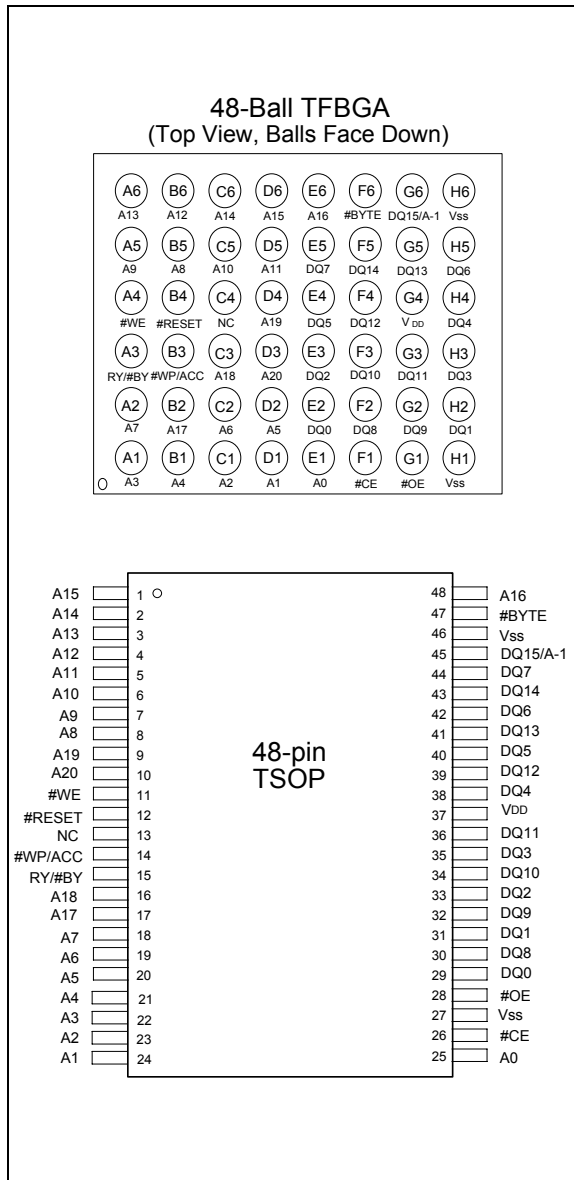 48-Ball TFBGA
(Top View, Balls Face Down)
A6 B6 C6 D6 E6 F6 G6 H6
A13 A12 A14 A15 A16 #BYTE DQ15/A-1 Vss
A5 B5 C5 D5 E5 F5 G5 H5
A9 A8 A10 A11 DQ7 DQ14 DQ13 DQ6
A4 B4 C4 D4 E4 F4 G4 H4
#WE #RESET NC A19 DQ5 DQ12 VDD DQ4
A3 B3 C3 D3 E3 F3 G3 H3
RY/#BY #WP/ACC A18 A20 DQ2 DQ10 DQ11 DQ3
A2 B2 C2 D2 E2 F2 G2 H2
A7 A17 A6 A5 DQ0 DQ8 DQ9 DQ1
A1 B1 C1 D1 E1 F1 G1 H1
A3 A4 A2 A1 A0 #CE #OE Vss
A15 1 48 A16
A14 2 47 #BYTE
A13 3 46 Vss
A12 4 45 DQ15/A-1
A11 5 44 DQ7
A10 6 43 DQ14
A9 7 42 DQ6
A8 8 41 DQ13
A19 9 40 DQ5
A20 10 39 DQ12
#WE 11 38 DQ4
#RESET 12 37 VDD
NC 13 36 DQ11
#WP/ACC 14 35 DQ3
RY/#BY 15 34 DQ10
A18 16 33 DQ2
A17 17 32 DQ9
A7 18 31 DQ1
A6 19 30 DQ8
A5 20 29 DQ0
A4 21 28 #OE
A3 22 27 Vss
A2 23 26 #CE
A1 24 25 A0
48-pin
TSOP